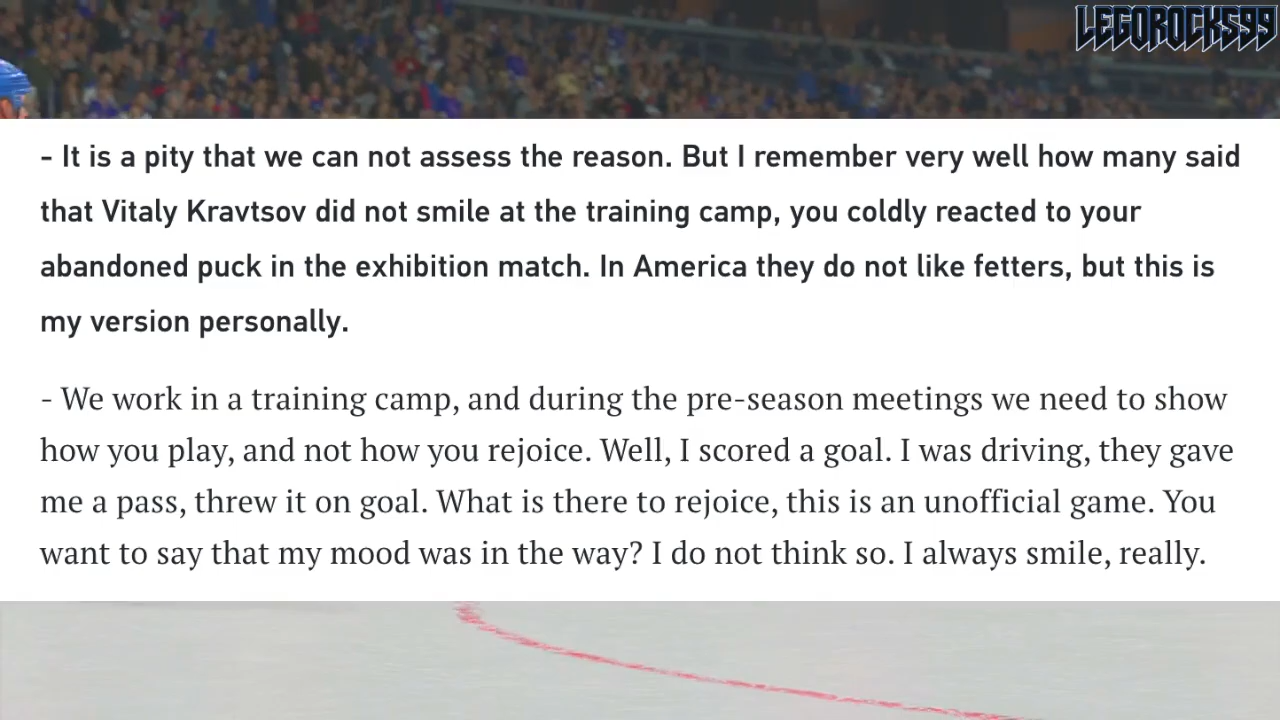 LEGOROCKS99
- It is a pity that we can not assess the reason. But I remember very well how many said
that Vitaly Kravtsov did not smile at the training camp, you coldly reacted to your
abandoned puck in the exhibition match. In America they do not like fetters, but this is
my version personally.
- We work in a training camp, and during the pre-season meetings we need to show
how you play, and not how you rejoice. Well, I scored a goal. I was driving, they gave
me a pass, threw it on goal. What is there to rejoice, this is an unofficial game. You
want to say that my mood was in the way? I do not think so. I always smile, really.